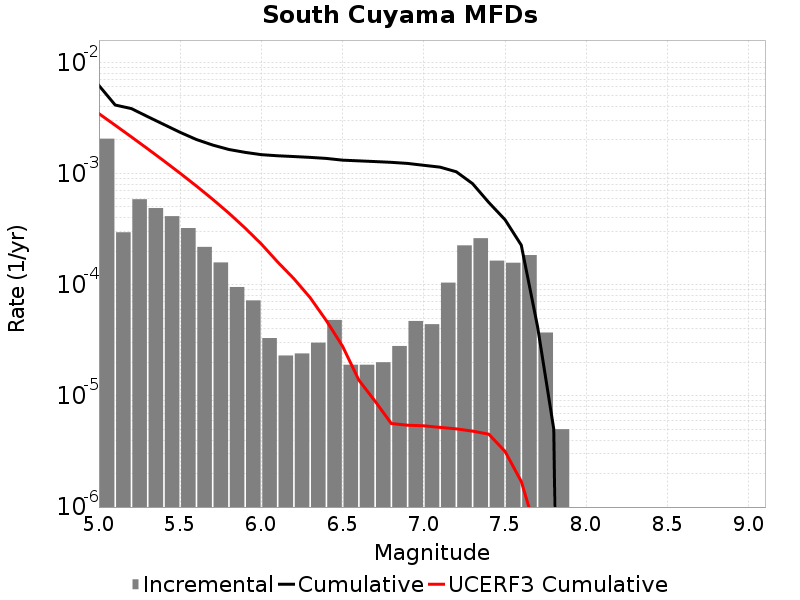 South Cuyama MFDs
Rate (1/yr)
10-2
10-3
10-4
10-5
10-6
5.0 5.5 6.0 6.5 7.0 7.5 8.0 8.5 9.0
Magnitude
Incremental Cumulative UCERF3 Cumulative